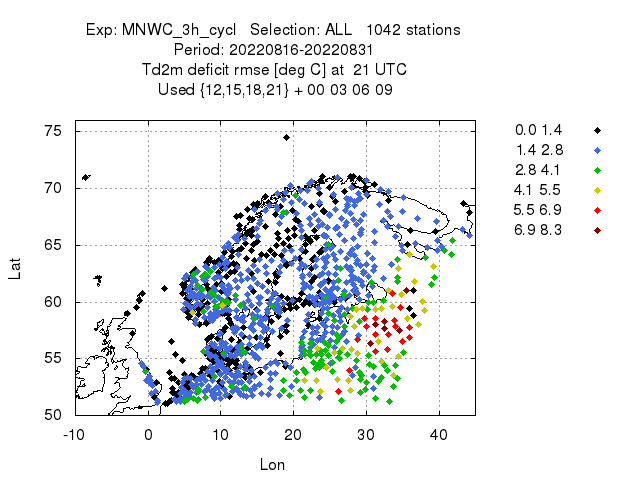 Exp: MNWC_3h_cycl   Selection: ALL   1042 stations
Period: 20220816-20220831
Td2m deficit rmse [deg C] at  21 UTC
Used {12,15,18,21} + 00 03 06 09
0.0 1.4
1.4 2.8
2.8 4.1
4.1 5.5
5.5 6.9
6.9 8.3
75
70
65
60
55
50
Lat
-10 0 10 20 30 40
Lon